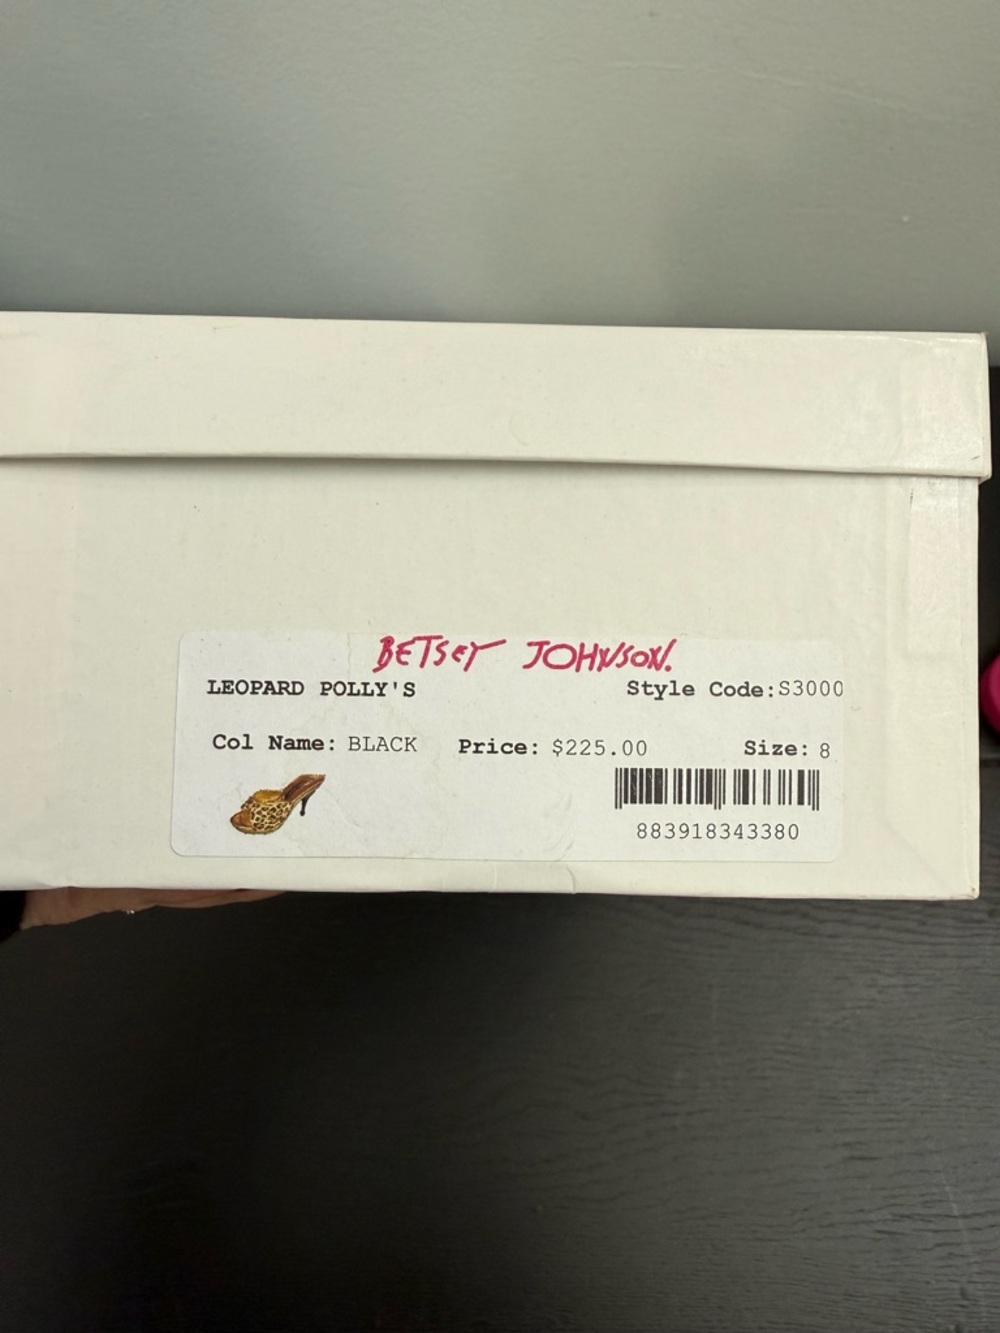 BETSEY JOHNSON.
LEOPARD POLLY'S Style Code:S3000
Col Name: BLACK Price: $225.00 Size: 8
883918343380